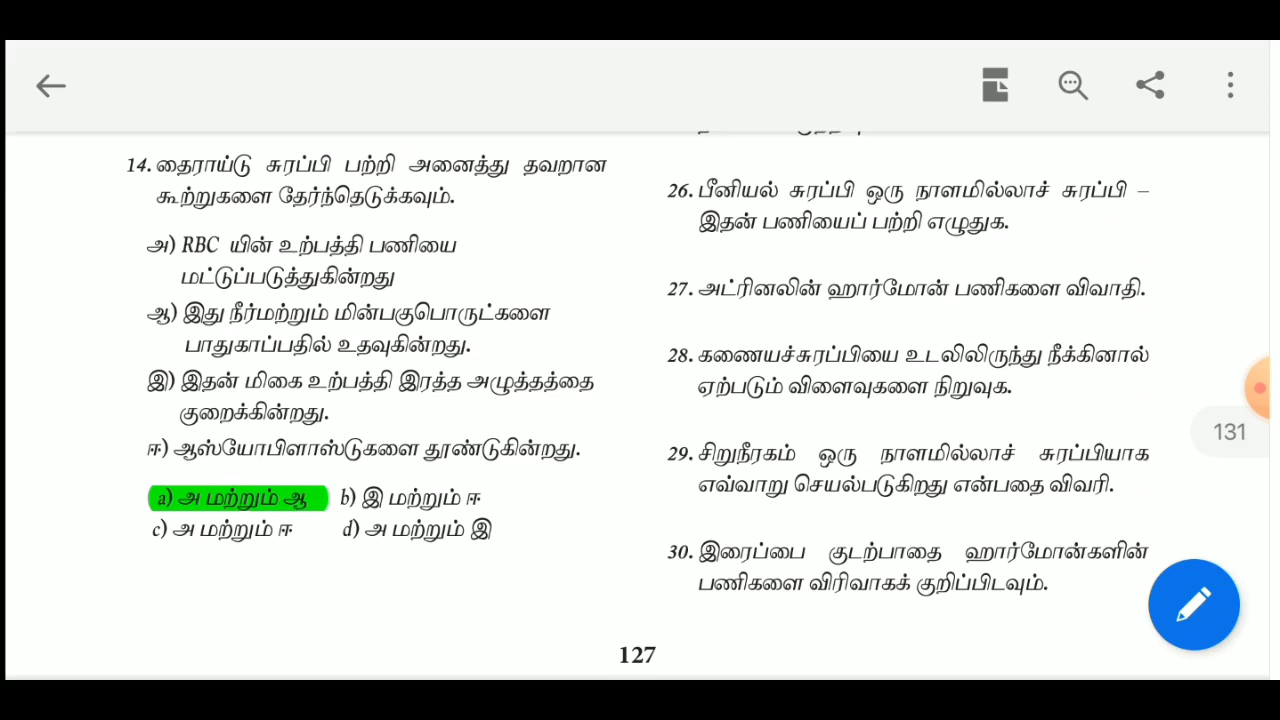 14. தைராய்டு சுரப்பி பற்றி அனைத்து தவறான
கூற்றுகளை தேர்ந்தெடுக்கவும்.
அ) RBC யின் உற்பத்தி பணியை
மட்டுப்படுத்துகின்றது
ஆ) இது நீர்மற்றும் மின்பகுபொருட்களை
பாதுகாப்பதில் உதவுகின்றது.
இ) இதன் மிகை உற்பத்தி இரத்த அழுத்தத்தை
குறைக்கின்றது.
ஈ) ஆஸ்யோபிளாஸ்டுகளை தூண்டுகின்றது.
a) அ மற்றும் ஆ b) இ மற்றும் ஈ
c) அ மற்றும் ஈ d) அ மற்றும் இ
26. பீனியல் சுரப்பி ஒரு நாளமில்லாச் சுரப்பி –
இதன் பணியைப் பற்றி எழுதுக.
27. அட்ரினலின் ஹார்மோன் பணிகளை விவாதி.
28. கணையச்சுரப்பியை உடலிலிருந்து நீக்கினால்
ஏற்படும் விளைவுகளை நிறுவுக.
29. சிறுநீரகம் ஒரு நாளமில்லாச் சுரப்பியாக
எவ்வாறு செயல்படுகிறது என்பதை விவரி.
30. இரைப்பை குடற்பாதை ஹார்மோன்களின்
பணிகளை விரிவாகக் குறிப்பிடவும்.
131
127